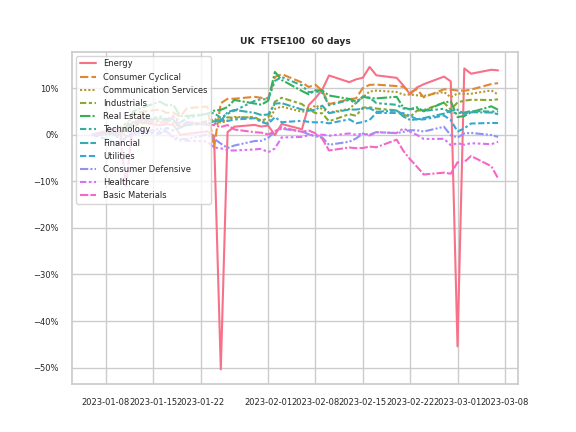 UK FTSE100 60 days
Energy
Consumer Cyclical
Communication Services
Industrials
Real Estate
Technology
Financial
Utilities
Consumer Defensive
Healthcare
Basic Materials
10%
0%
−10%
−20%
−30%
−40%
−50%
2023-01-08 2023-01-15 2023-01-22 2023-02-01 2023-02-08 2023-02-15 2023-02-22 2023-03-01 2023-03-08